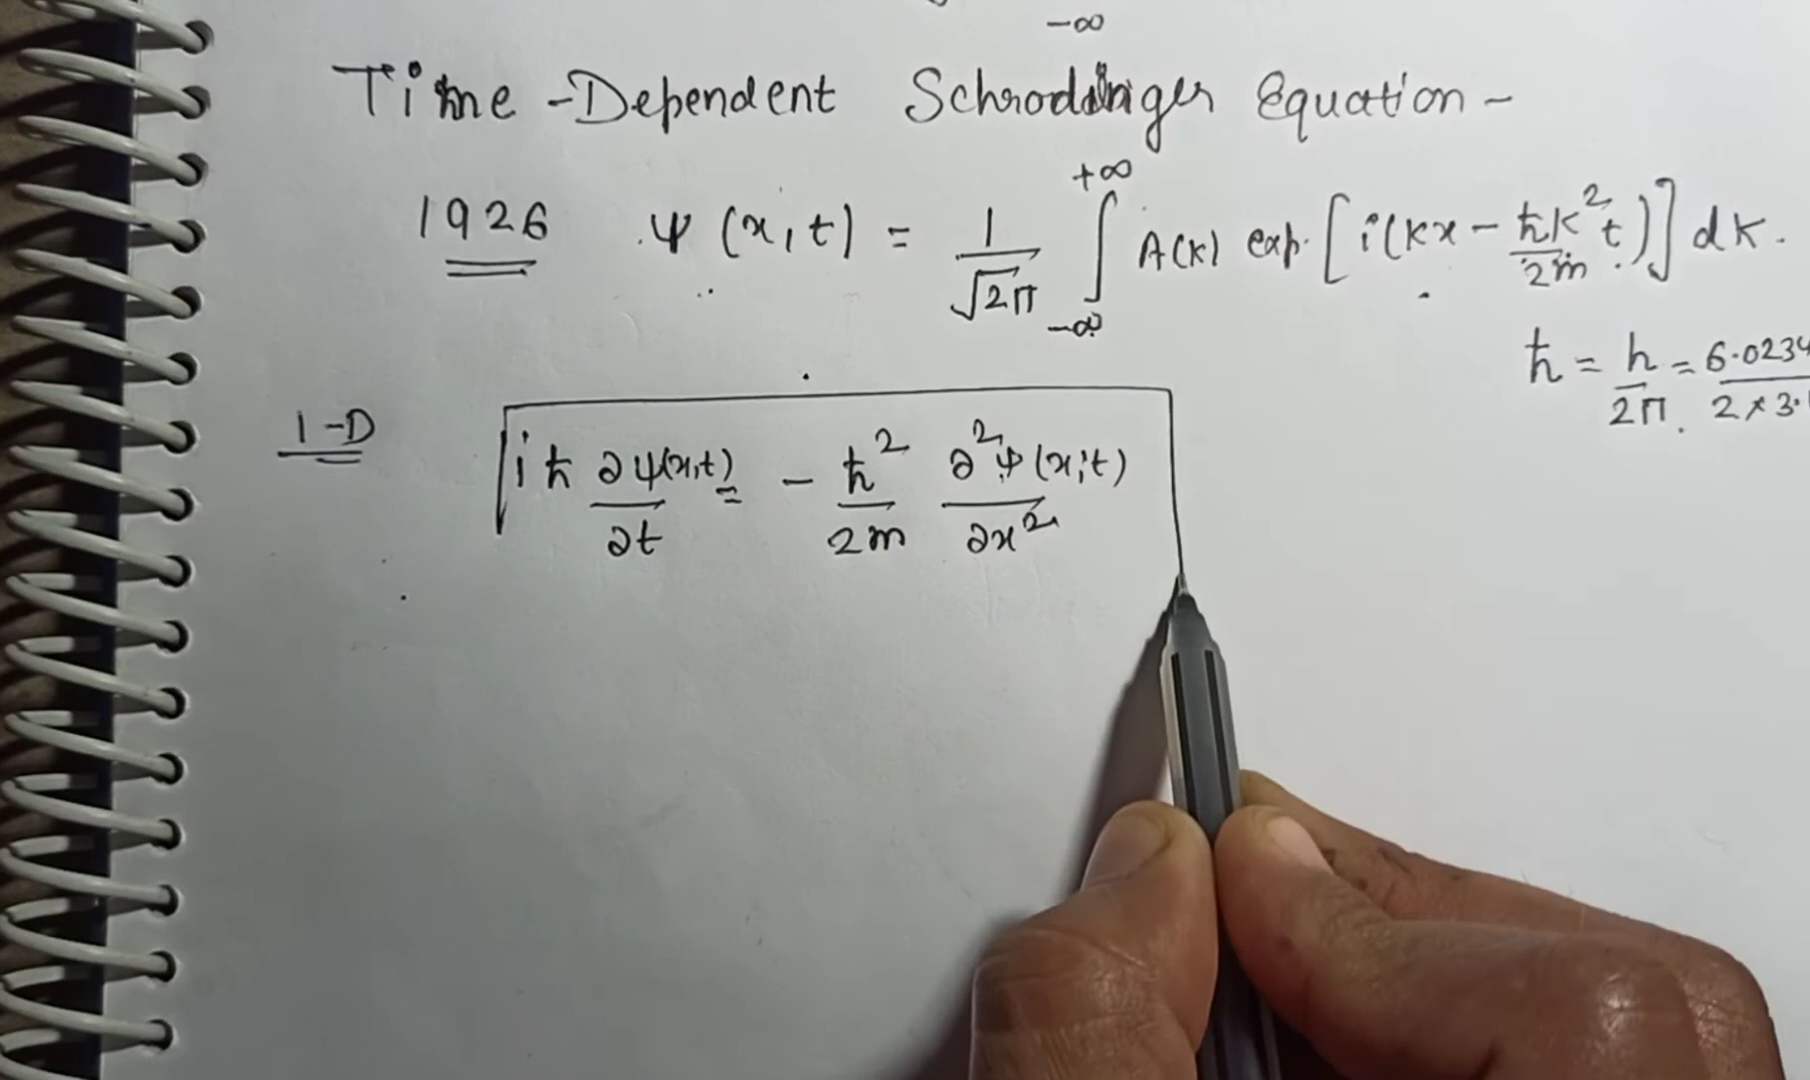 -∞
Time-Dependent Schrodinger Equation-
1926 ψ(x,t) = 1/√2π ∫_{-∞}^{+∞} A(k) exp.[i(kx - ħk²t/2m)] dk.
ħ = h/2π = 6.0234/2×3.
1-D iħ ∂ψ(x,t)/∂t = -ħ²/2m ∂²ψ(x,t)/∂x²